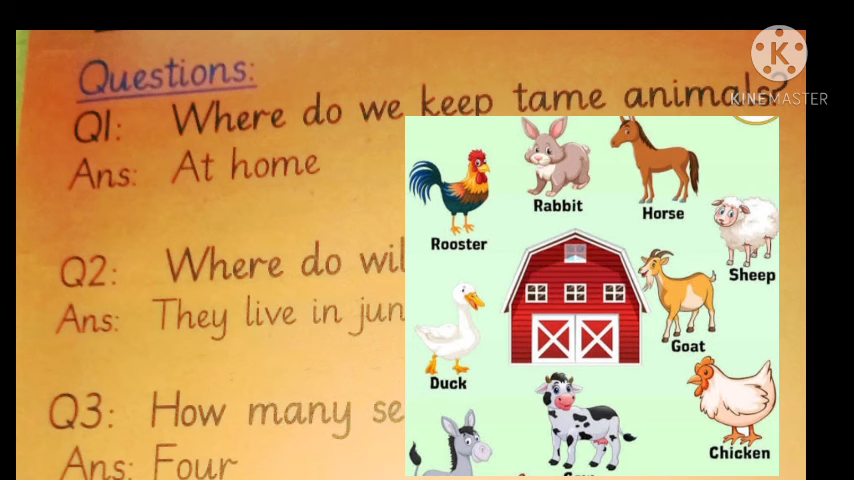 Questions:
Q1: Where do we keep tame animals?
Ans: At home
Q2: Where do wil
Ans: They live in jun
Q3: How many se
Ans: Four
K
KINEMASTER
Rooster
Rabbit
Horse
Sheep
Duck
Goat
Chicken